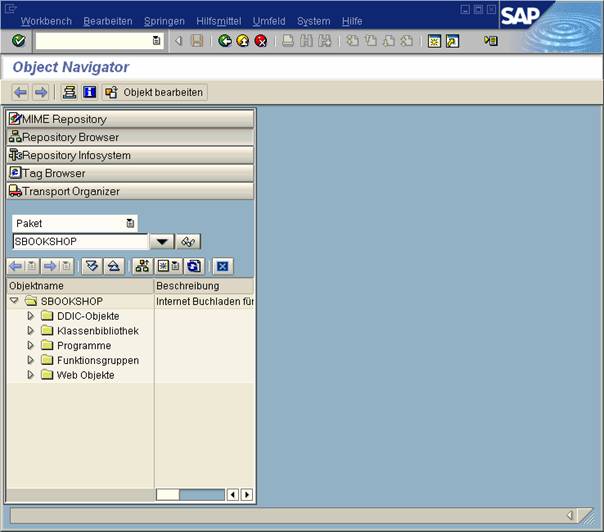 Workbench Bearbeiten Springen Hilfsmittel Umfeld System Hilfe
SAP
Object Navigator
Objekt bearbeiten
MIME Repository
Repository Browser
Repository Infosystem
Tag Browser
Transport Organizer
Paket
SBOOKSHOP
Objektname Beschreibung
SBOOKSHOP Internet Buchladen für
DDIC-Objekte
Klassenbibliothek
Programme
Funktionsgruppen
Web Objekte